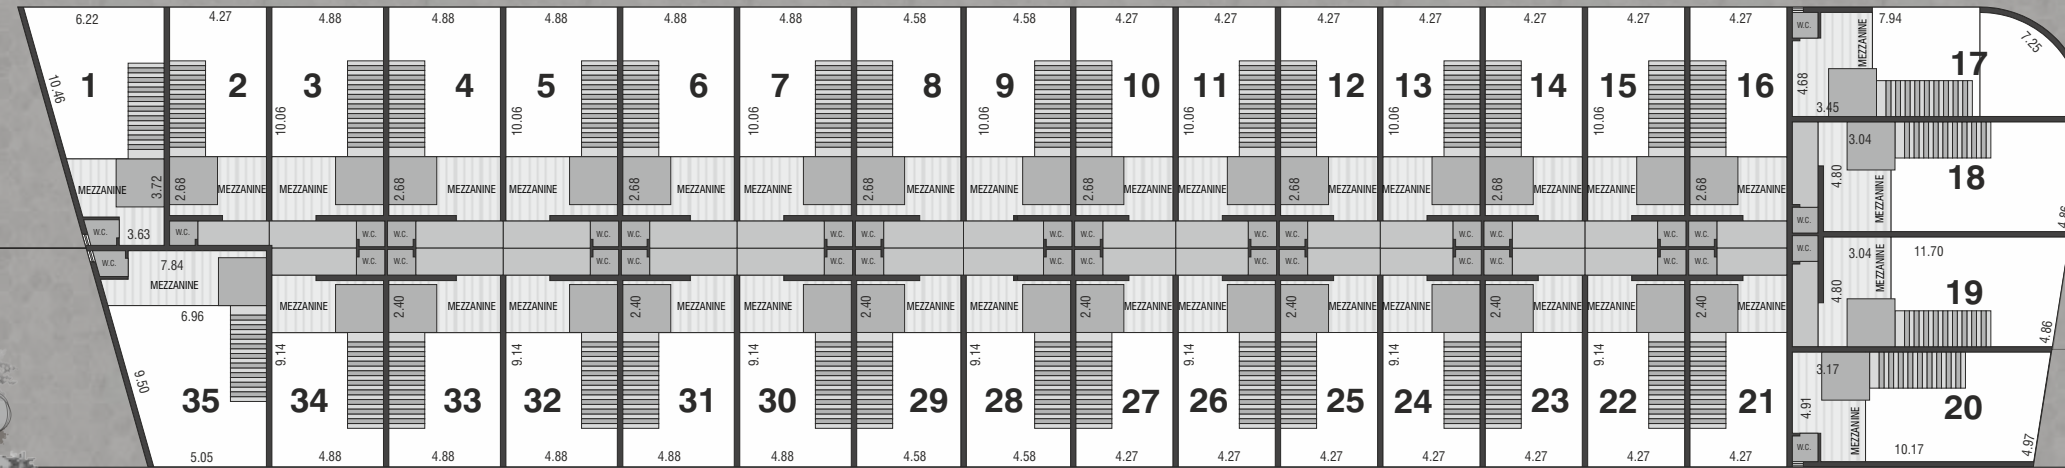 6.22 4.27 4.88 4.88 4.88 4.88 4.88 4.58 4.58 4.27 4.27 4.27 4.27 4.27 4.27 4.27 W.C. 7.94
7.25
MEZZANINE
10.46 1 2 3 4 5 6 7 8 9 10 11 12 13 14 15 16 4.68 17
10.06 10.06 10.06 10.06 10.06 10.06 10.06 3.45
3.04
4.80 18
MEZZANINE 3.72 2.68 MEZZANINE MEZZANINE 2.68 MEZZANINE MEZZANINE 2.68 MEZZANINE MEZZANINE 2.68 MEZZANINE MEZZANINE 2.68 MEZZANINE MEZZANINE 2.68 MEZZANINE MEZZANINE 2.68 MEZZANINE MEZZANINE 2.68 MEZZANINE MEZZANINE
4.86
W.C. 3.63 W.C. W.C. W.C. W.C. W.C. W.C. W.C. W.C. W.C. W.C. W.C. W.C. W.C. W.C. W.C. W.C.
W.C. 7.84 W.C. W.C. W.C. W.C. W.C. W.C. W.C. W.C. W.C. W.C. W.C. W.C. W.C. W.C. W.C. 3.04 MEZZANINE 11.70
MEZZANINE
4.80 19
MEZZANINE 2.40 MEZZANINE MEZZANINE 2.40 MEZZANINE MEZZANINE 2.40 MEZZANINE MEZZANINE 2.40 MEZZANINE MEZZANINE 2.40 MEZZANINE MEZZANINE 2.40 MEZZANINE MEZZANINE 2.40 MEZZANINE
6.96
4.86
9.14 9.14 9.14 9.14 9.14 9.14 9.14
3.17
9.50 35 34 33 32 31 30 29 28 27 26 25 24 23 22 21 4.91 20
MEZZANINE
W.C. 10.17 4.97
5.05 4.88 4.88 4.88 4.88 4.88 4.58 4.58 4.27 4.27 4.27 4.27 4.27 4.27 4.27